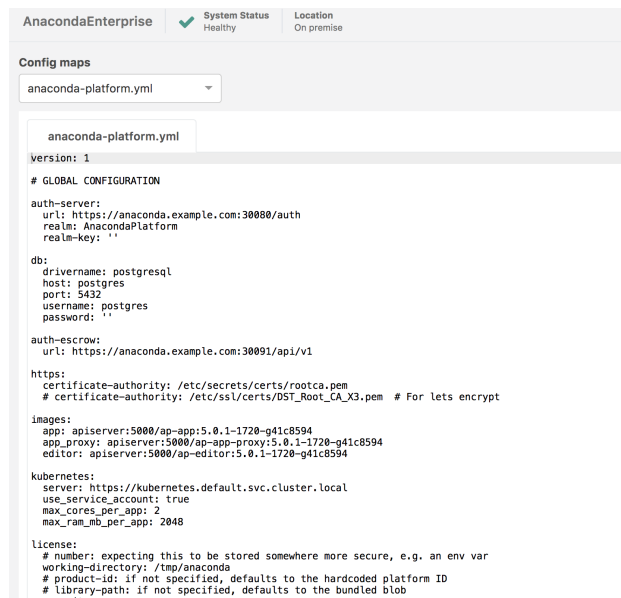 AnacondaEnterprise
System Status
Healthy
Location
On premise
Config maps
anaconda-platform.yml
anaconda-platform.yml
version: 1
# GLOBAL CONFIGURATION
auth-server:
  url: https://anaconda.example.com:30080/auth
  realm: AnacondaPlatform
  realm-key: ''
db:
  drivername: postgresql
  host: postgres
  port: 5432
  username: postgres
  password: ''
auth-escrow:
  url: https://anaconda.example.com:30091/api/v1
https:
  certificate-authority: /etc/secrets/certs/rootca.pem
  # certificate-authority: /etc/ssl/certs/DST_Root_CA_X3.pem  # For lets encrypt
images:
  app: apiserver:5000/ap-app:5.0.1-1720-g41c8594
  app_proxy: apiserver:5000/ap-app-proxy:5.0.1-1720-g41c8594
  editor: apiserver:5000/ap-editor:5.0.1-1720-g41c8594
kubernetes:
  server: https://kubernetes.default.svc.cluster.local
  use_service_account: true
  max_cores_per_app: 2
  max_ram_mb_per_app: 2048
license:
  # number: expecting this to be stored somewhere more secure, e.g. an env var
  working-directory: /tmp/anaconda
  # product-id: if not specified, defaults to the hardcoded platform ID
  # library-path: if not specified, defaults to the bundled blob